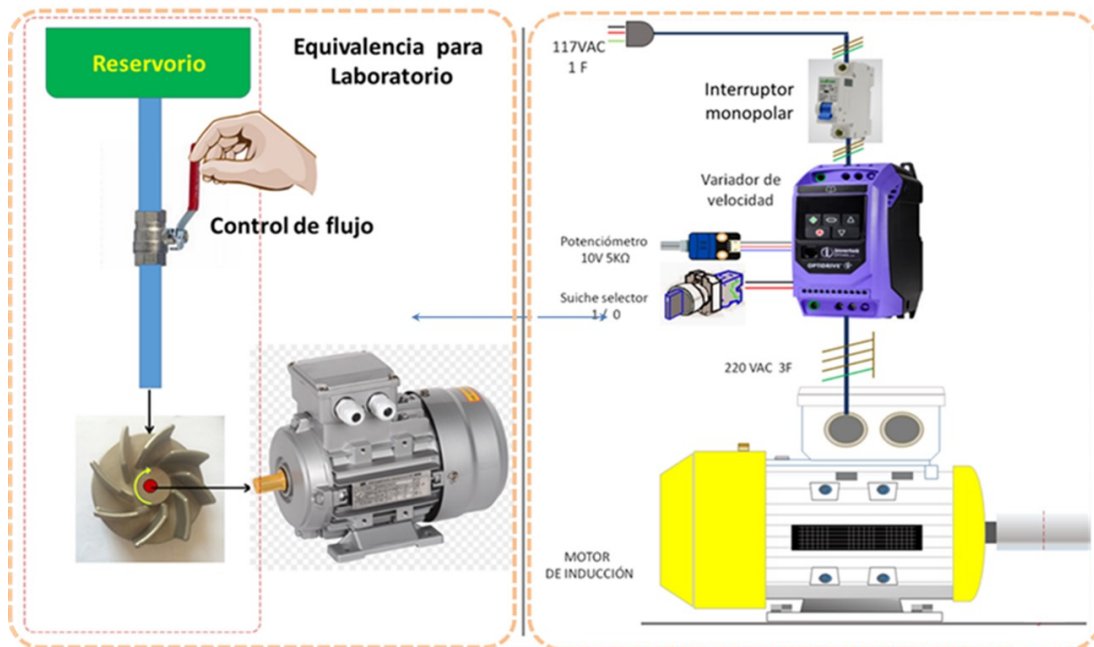 Reservorio
Equivalencia para
Laboratorio
Control de flujo
117VAC
1 F
Interruptor
monopolar
Variador de
velocidad
Potenciómetro
10V 5KΩ
Suiche selector
1 / 0
OPTIDRIVE
220 VAC 3F
MOTOR
DE INDUCCIÓN